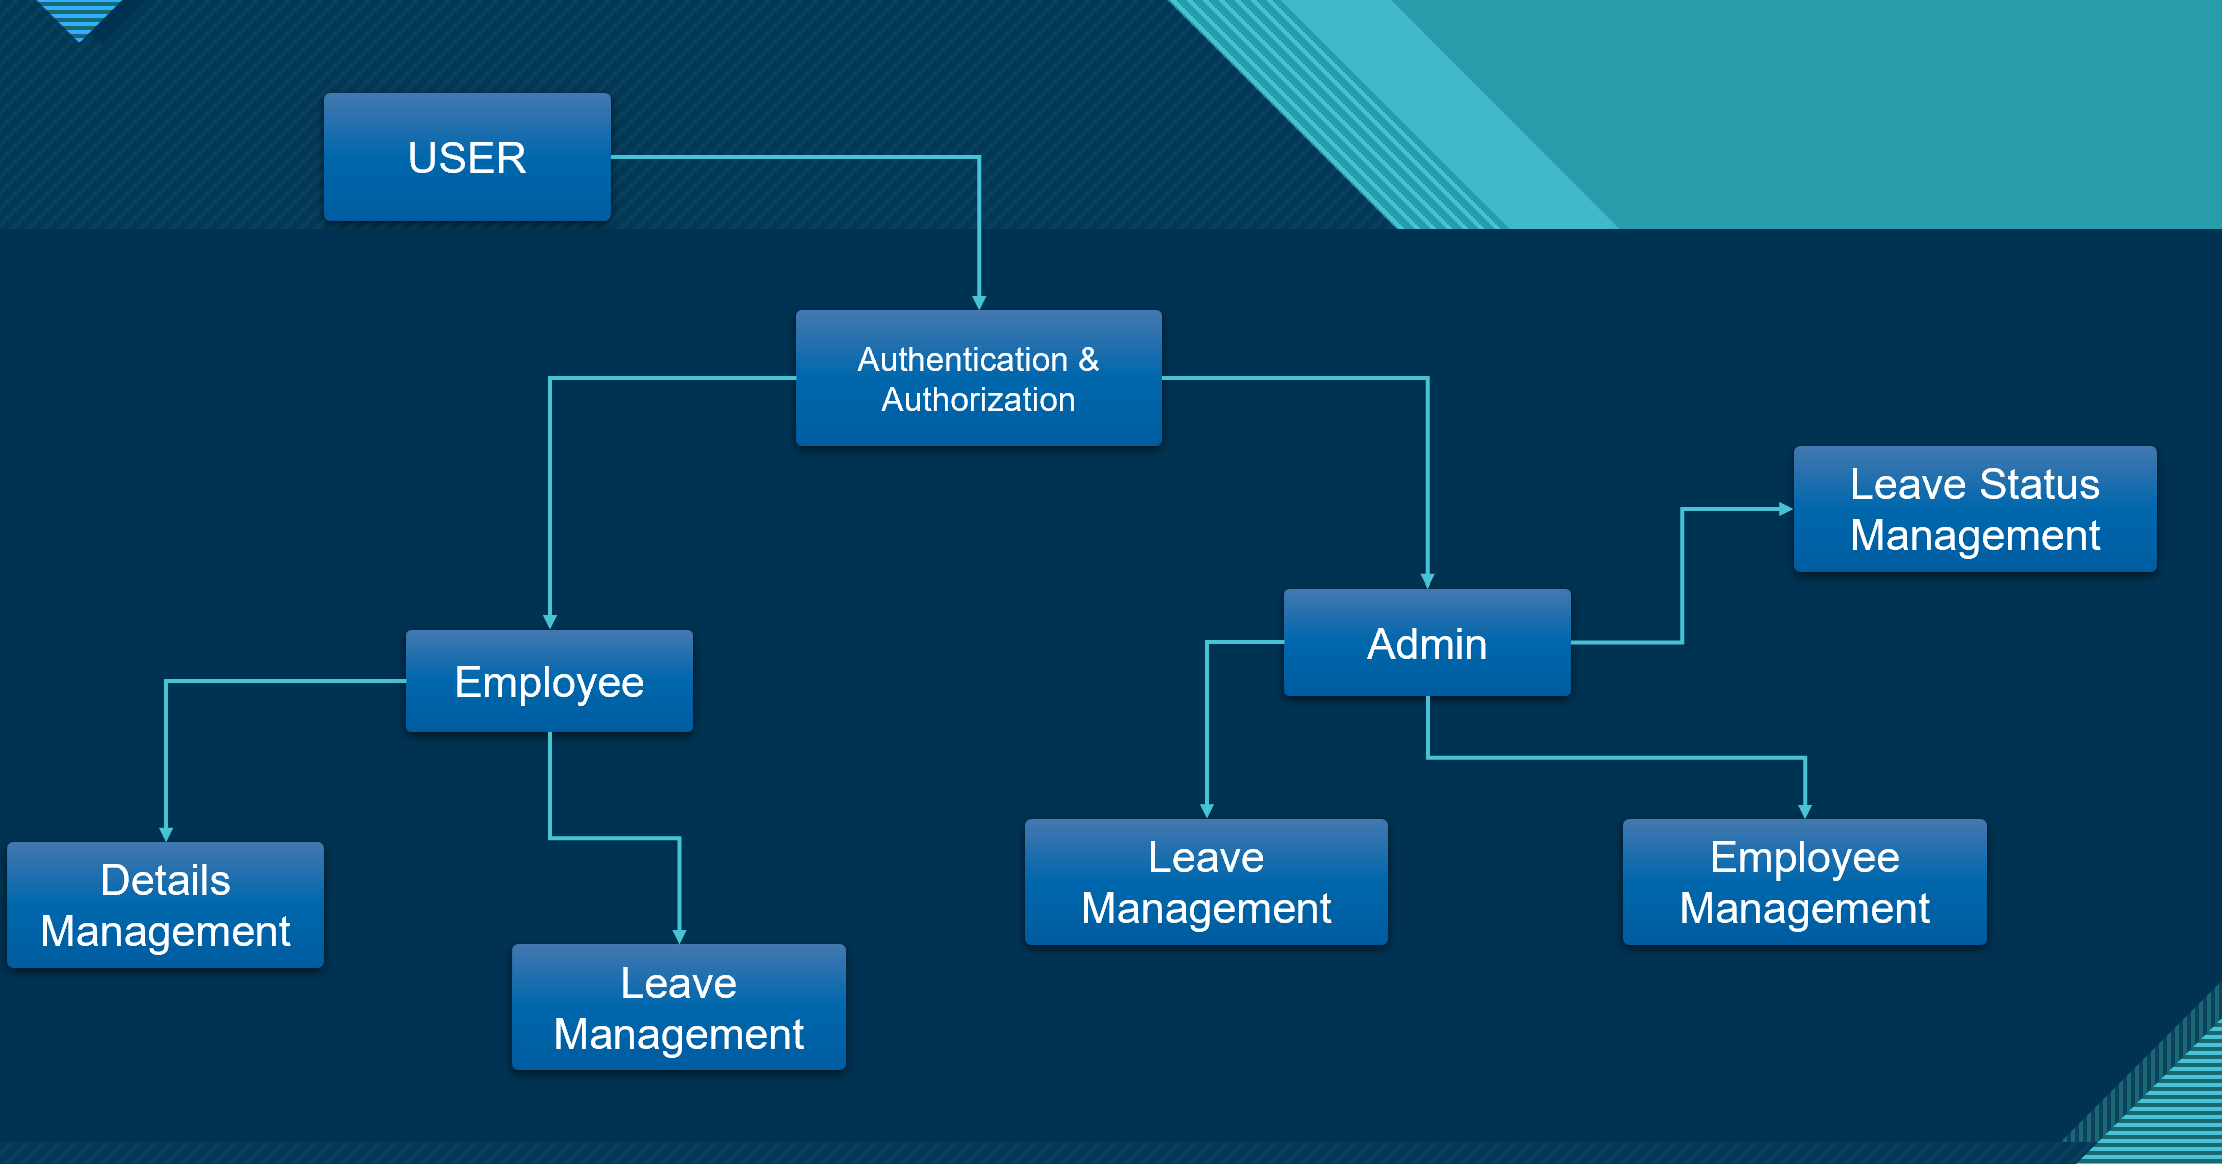 USER
Authentication &
Authorization
Leave Status
Management
Admin
Employee
Leave
Management
Employee
Management
Details
Management
Leave
Management